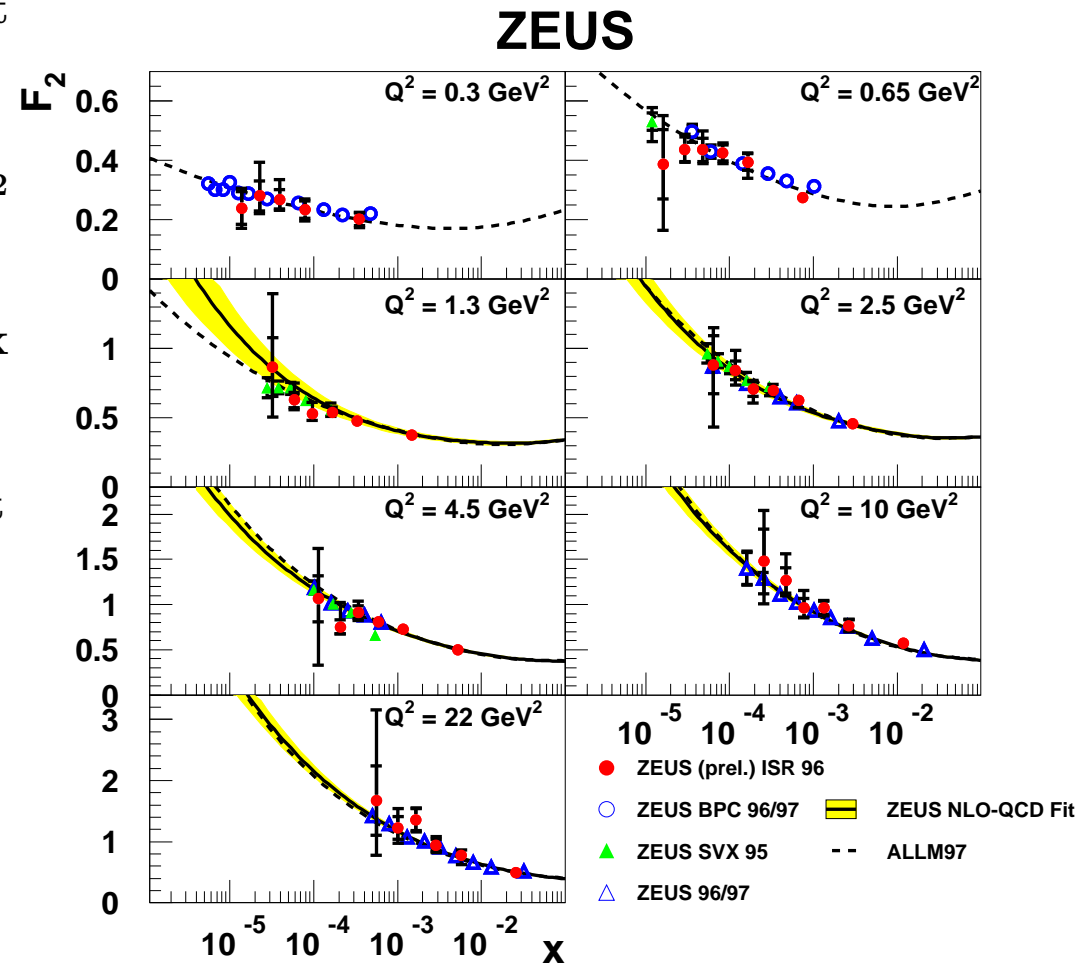 ZEUS
F2
Q² = 0.3 GeV²
Q² = 0.65 GeV²
0.6
0.4
0.2
0
Q² = 1.3 GeV²
Q² = 2.5 GeV²
1
0.5
0
Q² = 4.5 GeV²
Q² = 10 GeV²
2
1.5
1
0.5
0
Q² = 22 GeV²
3
2
1
0
10⁻⁵ 10⁻⁴ 10⁻³ 10⁻²
10⁻⁵ 10⁻⁴ 10⁻³ 10⁻²
x
ZEUS (prel.) ISR 96
ZEUS BPC 96/97
ZEUS SVX 95
ZEUS 96/97
ZEUS NLO-QCD Fit
ALLM97